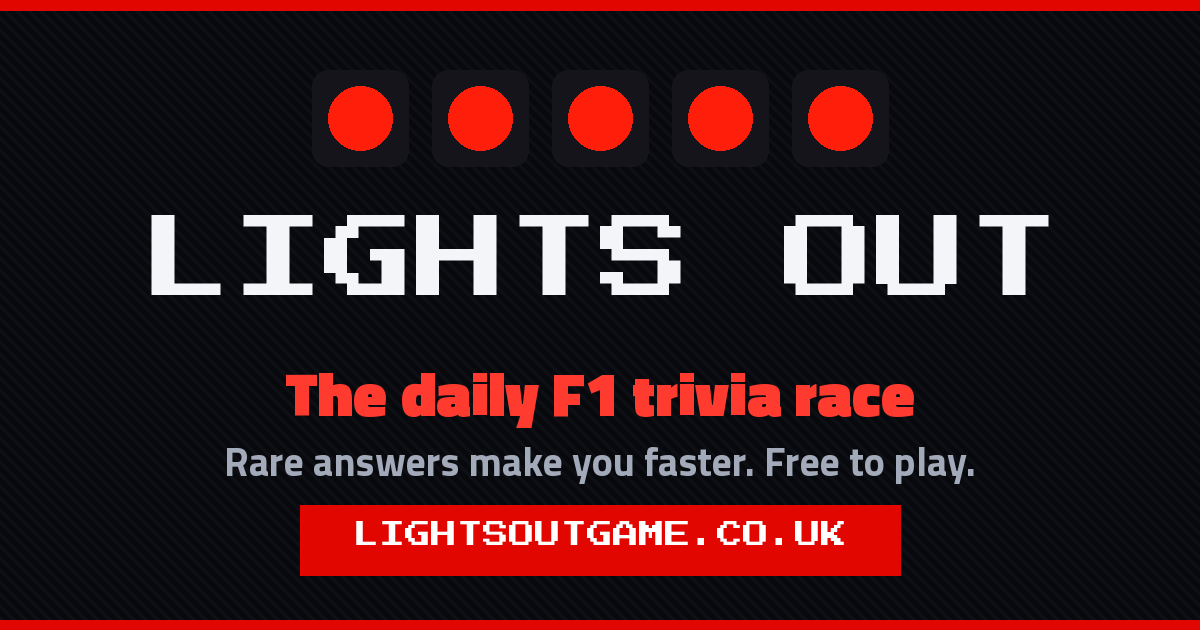 LIGHTS OUT
The daily F1 trivia race
Rare answers make you faster. Free to play.
LIGHTSOUTGAME.CO.UK